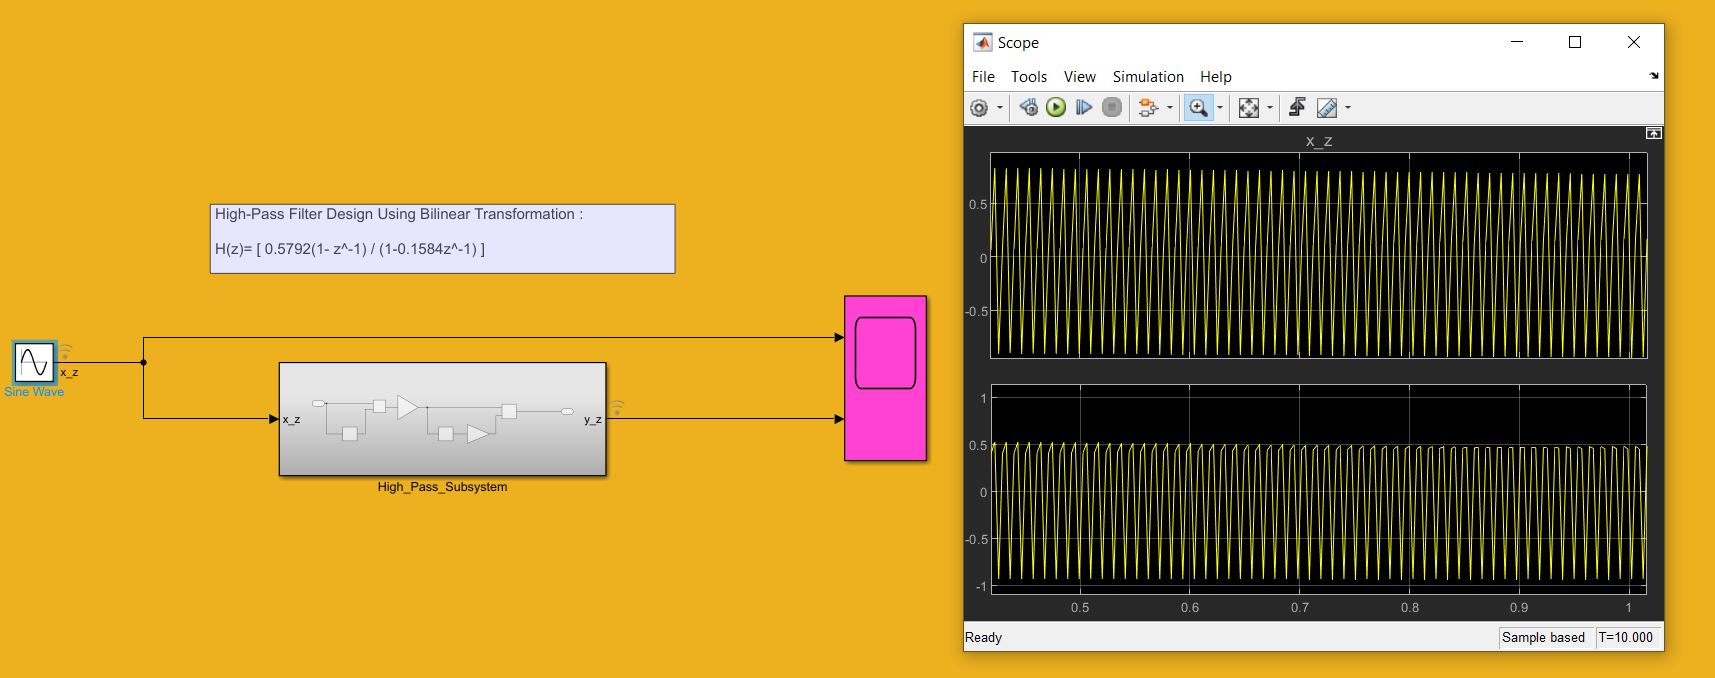 High-Pass Filter Design Using Bilinear Transformation :
H(z)= [ 0.5792(1- z^-1) / (1-0.1584z^-1) ]
x_z
Sine Wave
x_z
y_z
High_Pass_Subsystem
Scope
File Tools View Simulation Help
x_z
0.5
0
-0.5
1
0.5
0
-0.5
-1
0.5 0.6 0.7 0.8 0.9 1
Ready
Sample based T=10.000